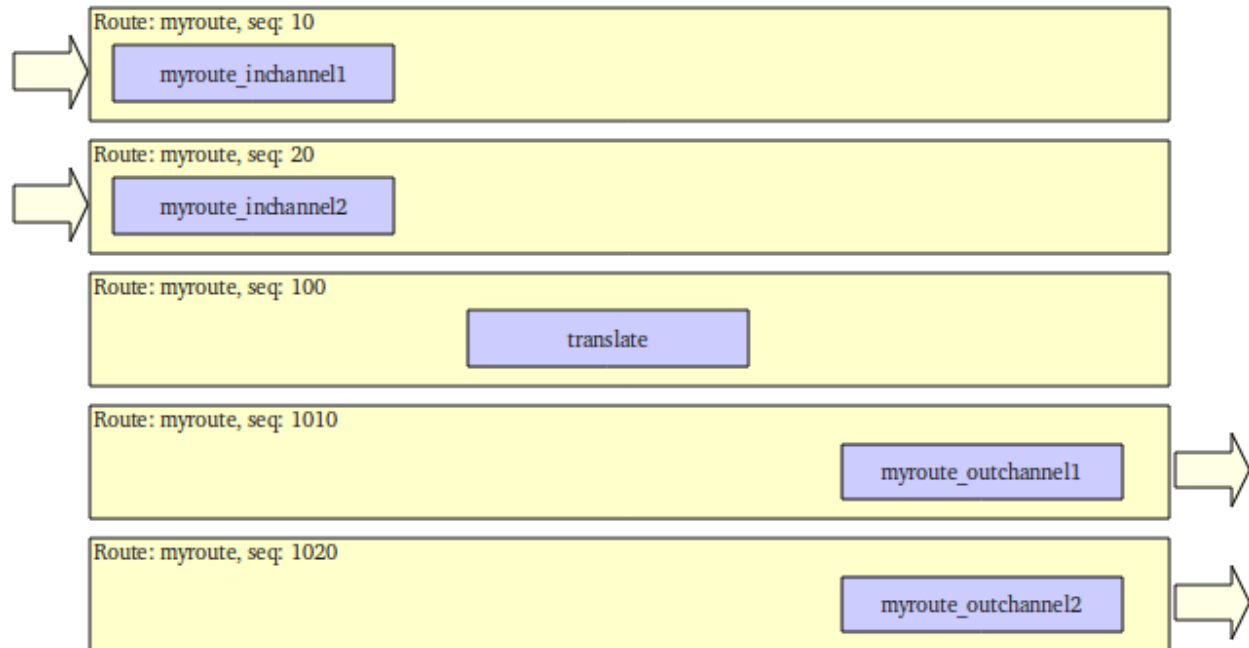 Route: myroute, seq: 10
myroute_inchannel1
Route: myroute, seq: 20
myroute_inchannel2
Route: myroute, seq: 100
translate
Route: myroute, seq: 1010
myroute_outchannel1
Route: myroute, seq: 1020
myroute_outchannel2